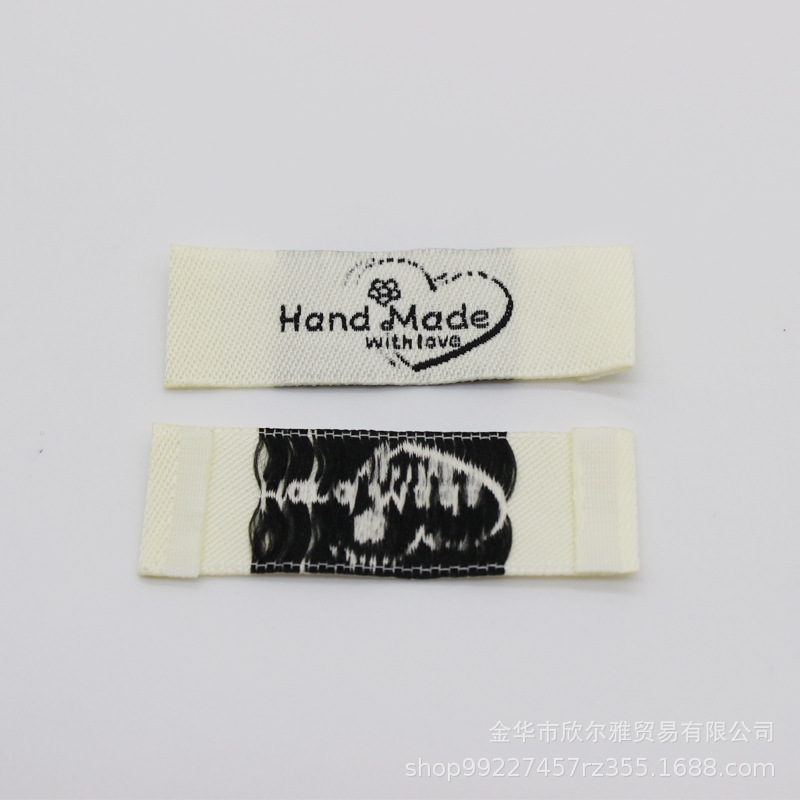 Hand Made
with love
金华市欣尔雅贸易有限公司
shop99227457rz355.1688.com